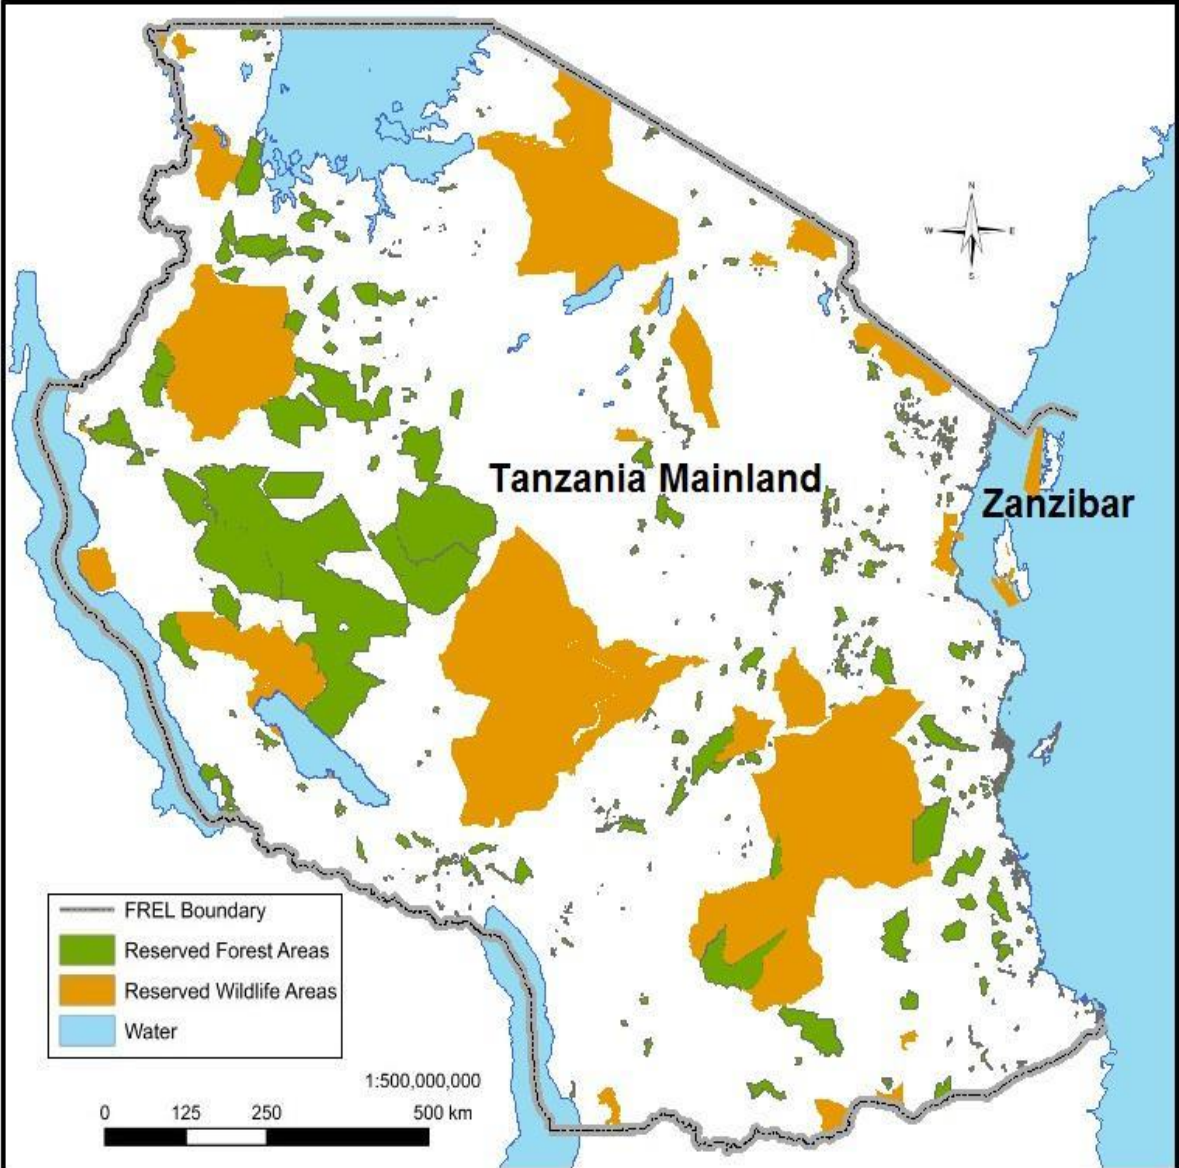 N
W E
S
Tanzania Mainland
Zanzibar
FREL Boundary
Reserved Forest Areas
Reserved Wildlife Areas
Water
1:500,000,000
0 125 250 500 km